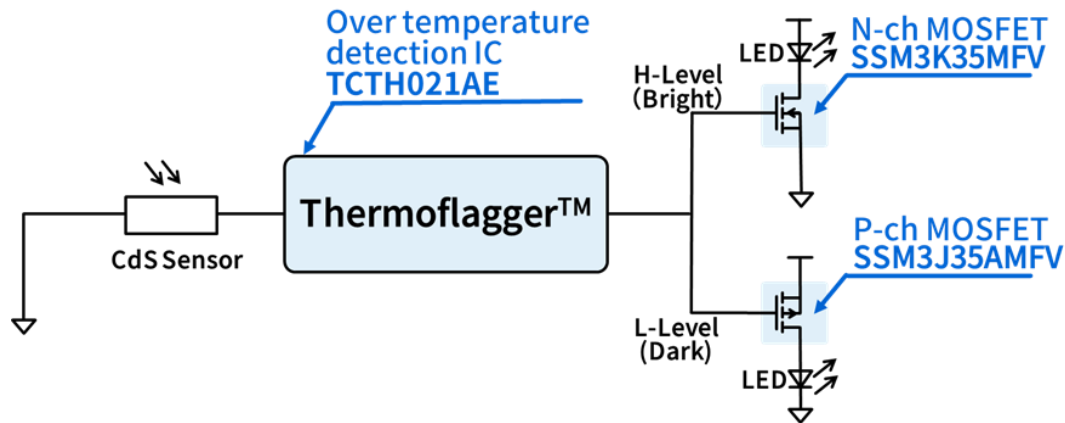 Over temperature
detection IC
TCTH021AE
N-ch MOSFET
SSM3K35MFV
LED
H-Level
(Bright)
Thermoflagger™
CdS Sensor
P-ch MOSFET
SSM3J35AMFV
L-Level
(Dark)
LED